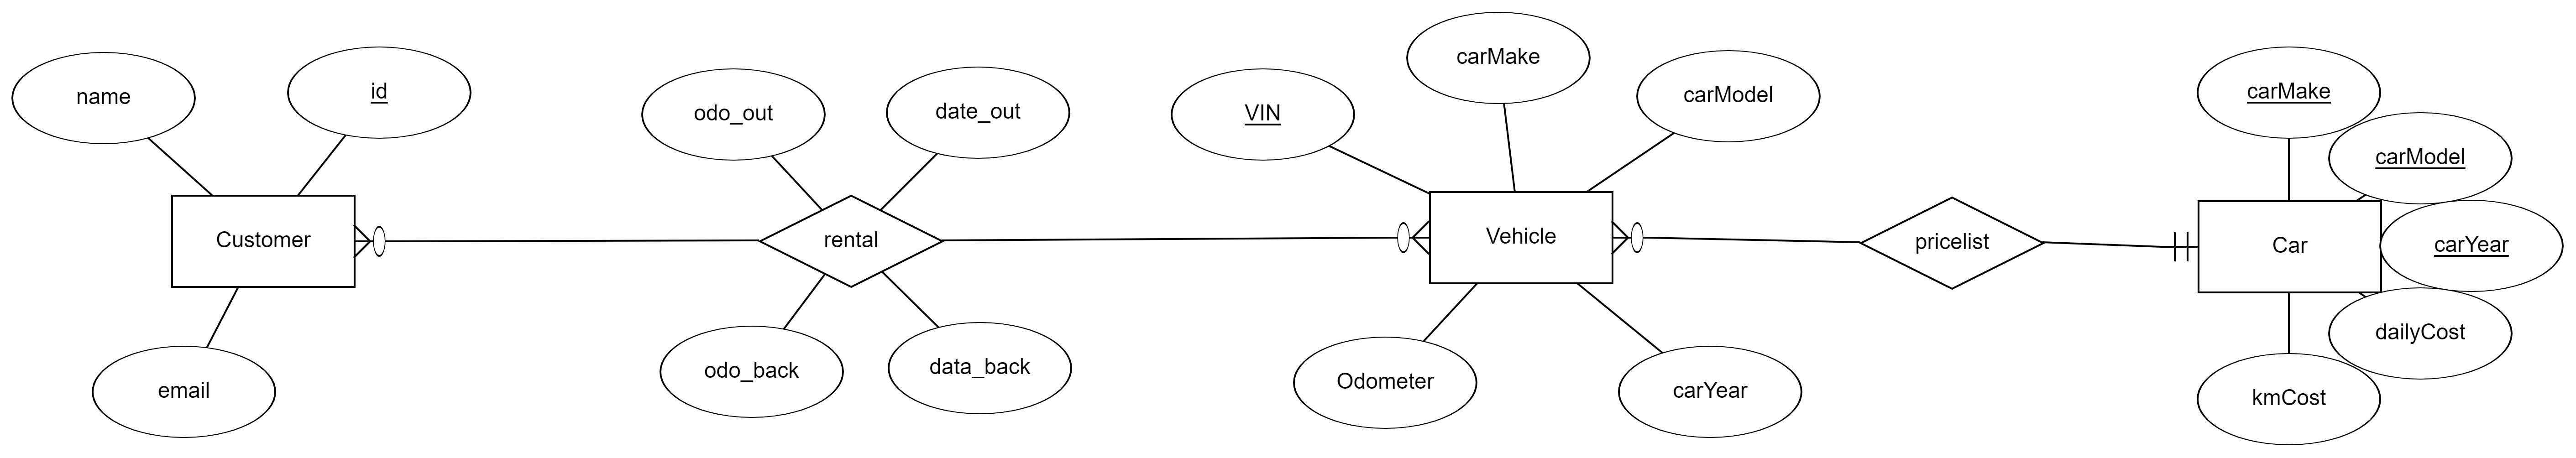 name
id
Customer
email
odo_out
date_out
rental
odo_back
data_back
VIN
carMake
carModel
Vehicle
Odometer
carYear
pricelist
carMake
carModel
carYear
Car
dailyCost
kmCost